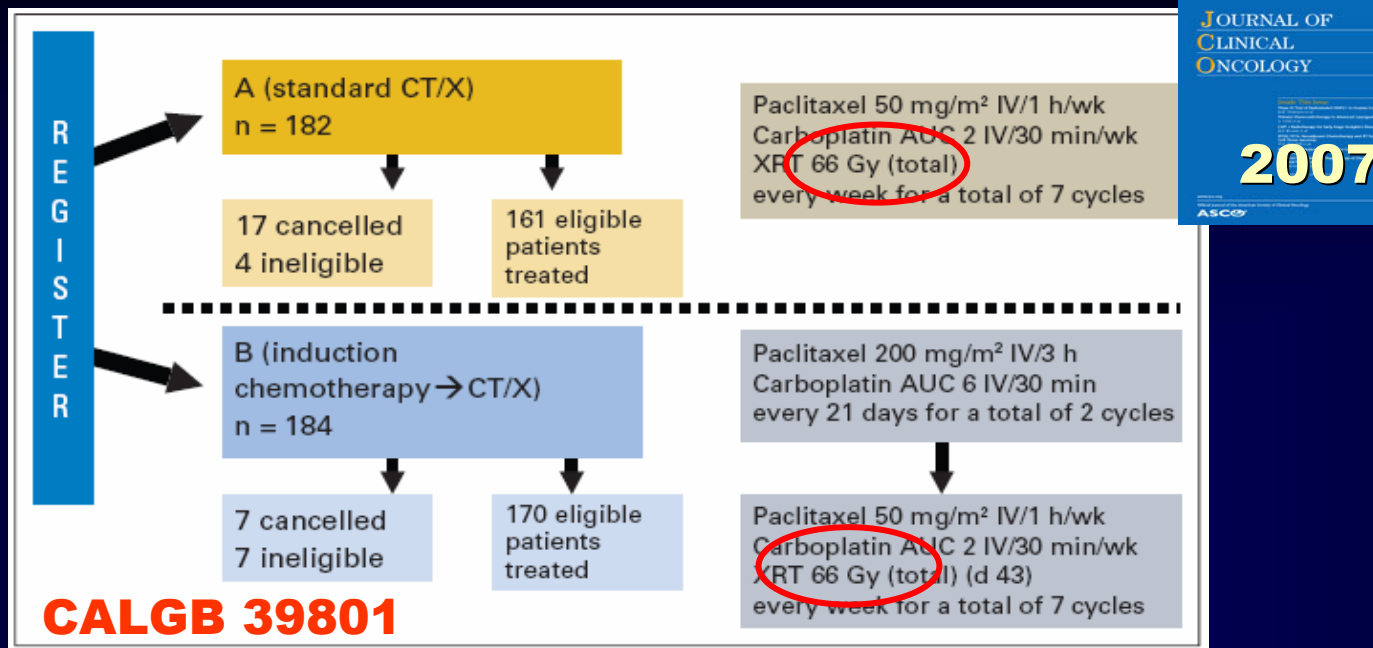 JOURNAL OF
CLINICAL
ONCOLOGY
2007
ASCO
REGISTER
A (standard CT/X)
n = 182
17 cancelled
4 ineligible
161 eligible
patients
treated
Paclitaxel 50 mg/m² IV/1 h/wk
Carboplatin AUC 2 IV/30 min/wk
XRT 66 Gy (total)
every week for a total of 7 cycles
B (induction
chemotherapy→CT/X)
n = 184
7 cancelled
7 ineligible
170 eligible
patients
treated
Paclitaxel 200 mg/m² IV/3 h
Carboplatin AUC 6 IV/30 min
every 21 days for a total of 2 cycles
Paclitaxel 50 mg/m² IV/1 h/wk
Carboplatin AUC 2 IV/30 min/wk
XRT 66 Gy (total) (d 43)
every week for a total of 7 cycles
CALGB 39801